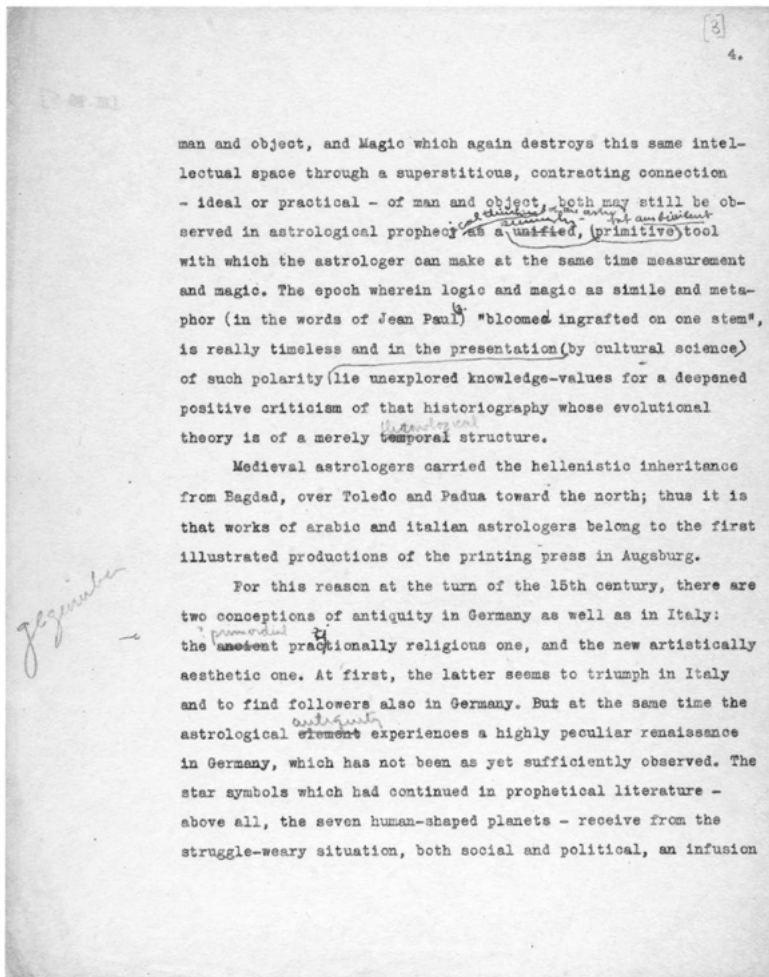 [3]
4.
man and object, and Magic which again destroys this same intel-
lectual space through a superstitious, contracting connection
- ideal or practical - of man and object, both may still be ob-
but ambivalent
served in astrological prophecy as a unified, (primitive) tool
with which the astrologer can make at the same time measurement
and magic. The epoch wherein logic and magic as simile and meta-
phor (in the words of Jean Paul) "bloomed ingrafted on one stem",
is really timeless and in the presentation (by cultural science)
of such polarity (lie unexplored knowledge-values for a deepened
positive criticism of that historiography whose evolutional
theory is of a merely temporal structure.
Medieval astrologers carried the hellenistic inheritance
from Bagdad, over Toledo and Padua toward the north; thus it is
that works of arabic and italian astrologers belong to the first
illustrated productions of the printing press in Augsburg.
For this reason at the turn of the 15th century, there are
two conceptions of antiquity in Germany as well as in Italy:
primordial
the ancient practionally religious one, and the new artistically
aesthetic one. At first, the latter seems to triumph in Italy
and to find followers also in Germany. But at the same time the
antiquity
astrological element experiences a highly peculiar renaissance
in Germany, which has not been as yet sufficiently observed. The
star symbols which had continued in prophetical literature -
above all, the seven human-shaped planets - receive from the
struggle-weary situation, both social and political, an infusion
gegenüber